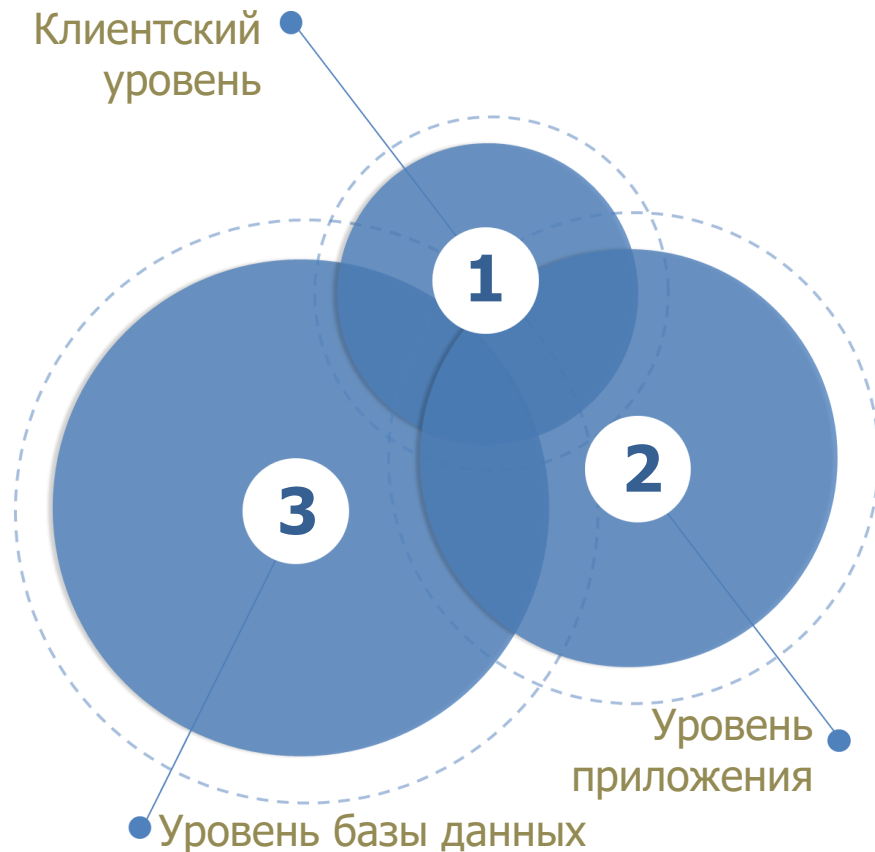 Клиентский
уровень
1
2
3
Уровень
приложения
Уровень базы данных